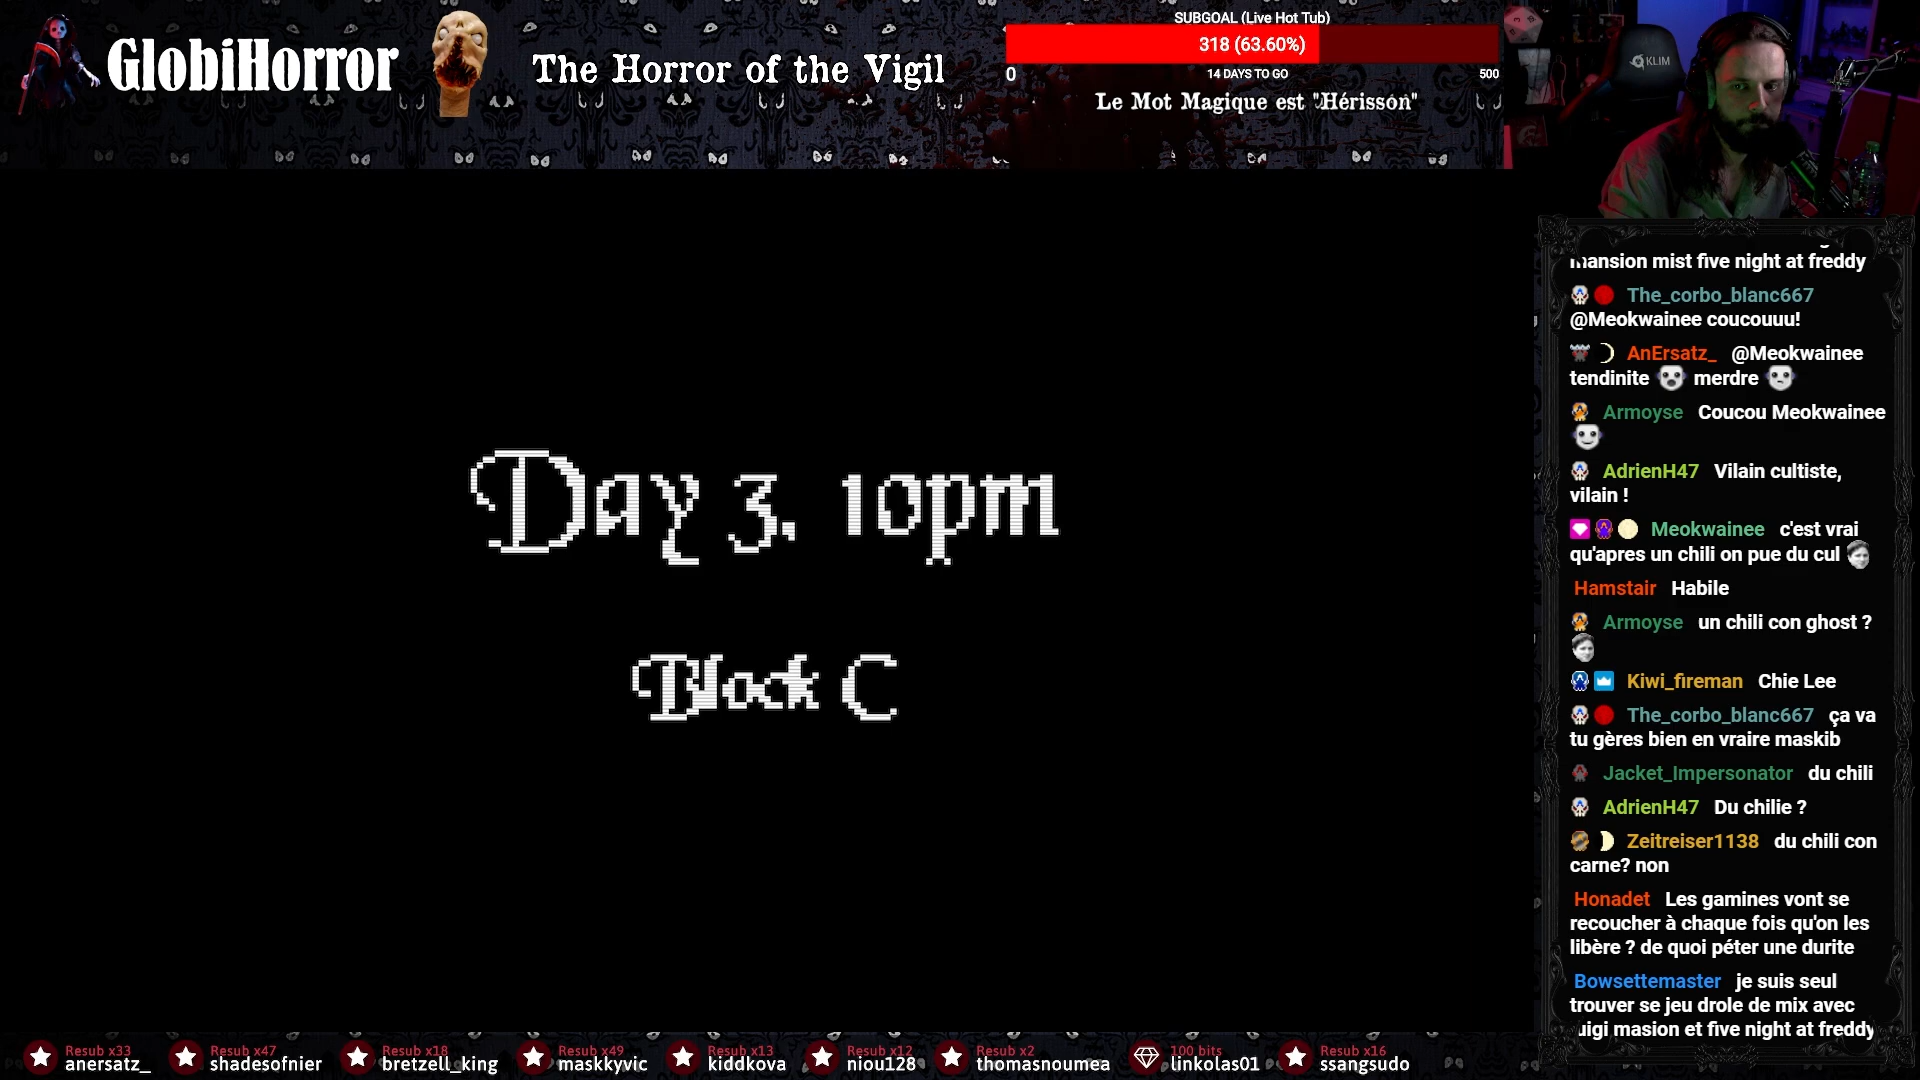 GlobiHorror
The Horror of the Vigil
SUBGOAL (Live Hot Tub)
318 (63.60%)
0
14 DAYS TO GO
500
Le Mot Magique est "Hérisson"
KLIM
Day 3, 10pm
Block C
mansion mist five night at freddy
The_corbo_blanc667
@Meokwainee coucouuu!
AnErsatz_ @Meokwainee
tendinite merdre
Armoyse Coucou Meokwainee
AdrienH47 Vilain cultiste,
vilain !
Meokwainee c'est vrai
qu'apres un chili on pue du cul
Hamstair Habile
Armoyse un chili con ghost ?
Kiwi_fireman Chie Lee
The_corbo_blanc667 ça va
tu gères bien en vraire maskib
Jacket_Impersonator du chili
AdrienH47 Du chilie ?
Zeitreiser1138 du chili con
carne? non
Honadet Les gamines vont se
recoucher à chaque fois qu'on les
libère ? de quoi péter une durite
Bowsettemaster je suis seul
trouver se jeu drole de mix avec
luigi masion et five night at freddy
Resub x33
anersatz_
Resub x47
shadesofnier
Resub x18
bretzell_king
Resub x49
maskkyvic
Resub x13
kiddkova
Resub x12
niou128
Resub x2
thomasnoumea
100 bits
linkolas01
Resub x16
ssangsudo